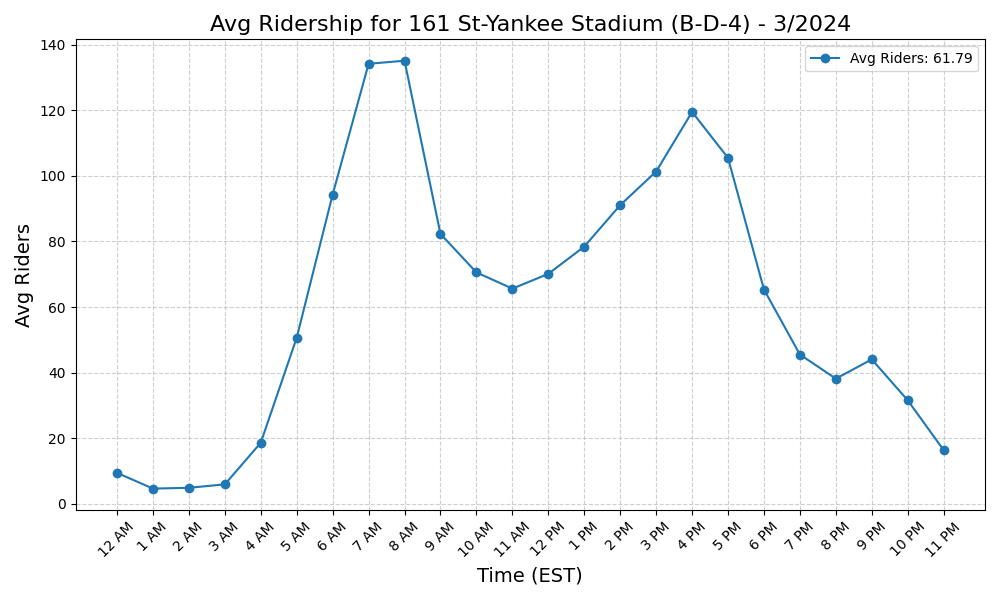 Avg Ridership for 161 St-Yankee Stadium (B-D-4) - 3/2024
Avg Riders: 61.79
Avg Riders
140
120
100
80
60
40
20
0
12 AM
1 AM
2 AM
3 AM
4 AM
5 AM
6 AM
7 AM
8 AM
9 AM
10 AM
11 AM
12 PM
1 PM
2 PM
3 PM
4 PM
5 PM
6 PM
7 PM
8 PM
9 PM
10 PM
11 PM
Time (EST)